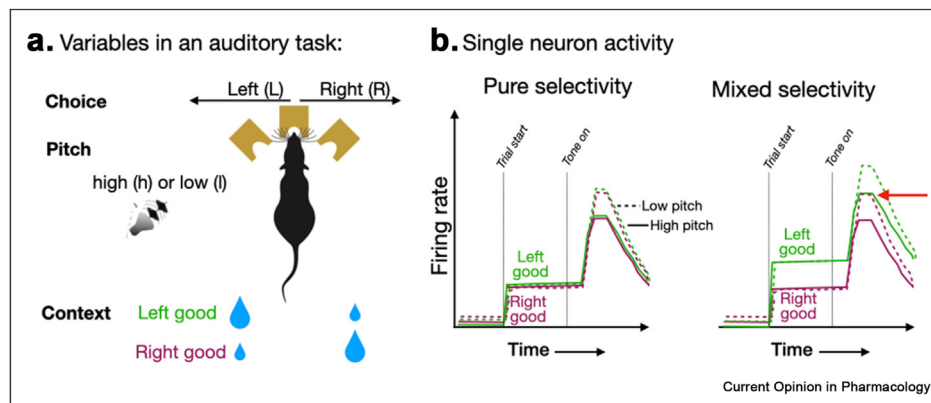 a. Variables in an auditory task:
Left (L) Right (R)
Choice
Pitch
high (h) or low (l)
Context
Left good
Right good
b. Single neuron activity
Pure selectivity
Mixed selectivity
Firing rate
Trial start
Tone on
Low pitch
High pitch
Left
good
Right
good
Time
Trial start
Tone on
Left
good
Right
good
Time
Current Opinion in Pharmacology